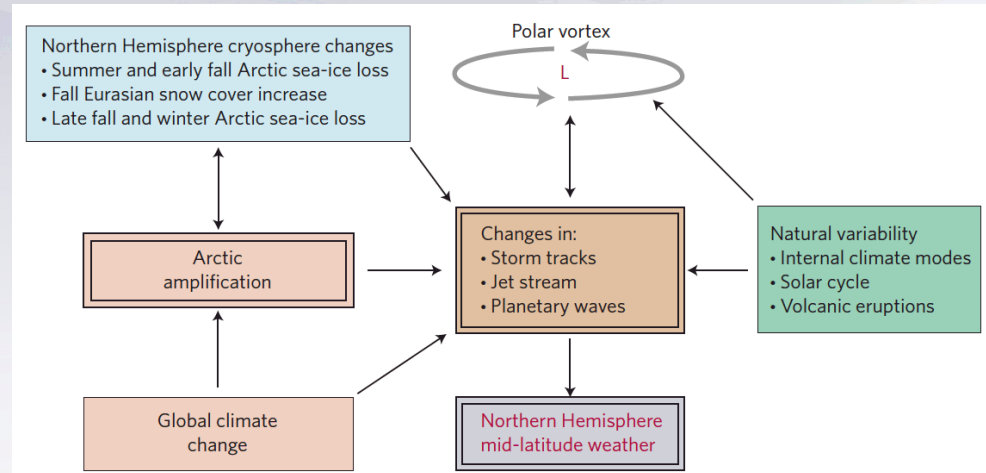 Northern Hemisphere cryosphere changes
• Summer and early fall Arctic sea-ice loss
• Fall Eurasian snow cover increase
• Late fall and winter Arctic sea-ice loss
Polar vortex
L
Arctic
amplification
Changes in:
• Storm tracks
• Jet stream
• Planetary waves
Natural variability
• Internal climate modes
• Solar cycle
• Volcanic eruptions
Global climate
change
Northern Hemisphere
mid-latitude weather